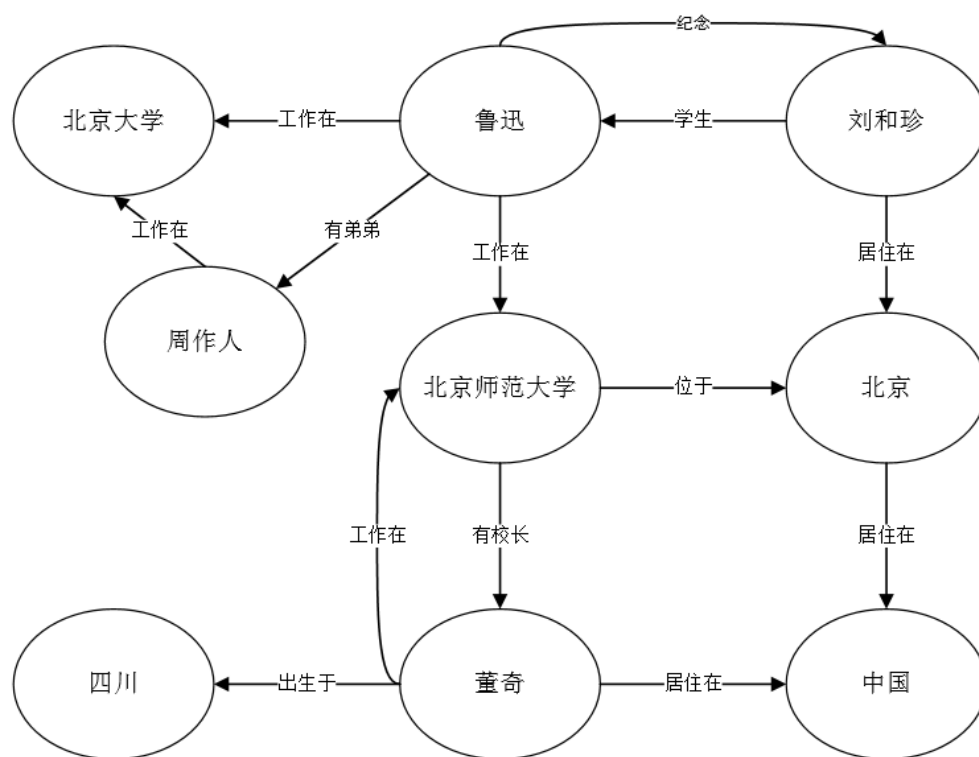 纪念
北京大学
工作在
鲁迅
学生
刘和珍
工作在
有弟弟
工作在
居住在
周作人
北京师范大学
位于
北京
工作在
有校长
居住在
四川
出生于
董奇
居住在
中国